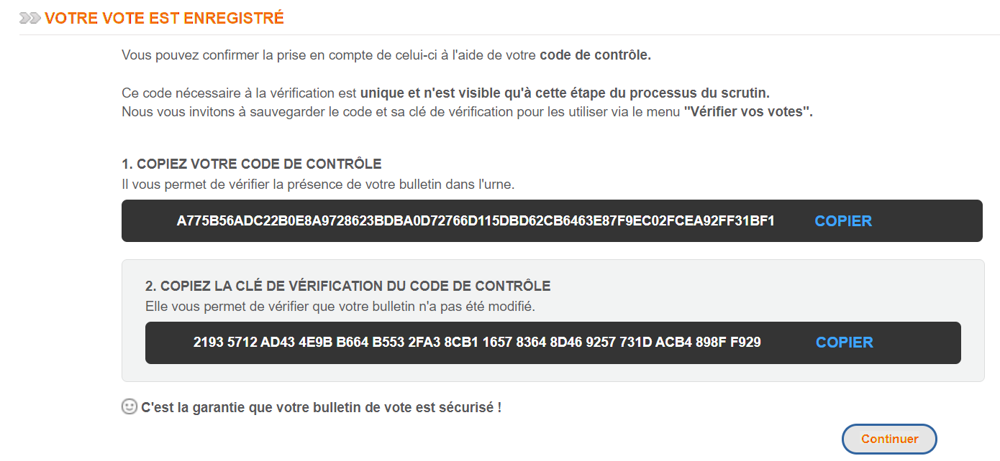 VOTRE VOTE EST ENREGISTRÉ
Vous pouvez confirmer la prise en compte de celui-ci à l'aide de votre code de contrôle.
Ce code nécessaire à la vérification est unique et n'est visible qu'à cette étape du processus du scrutin.
Nous vous invitons à sauvegarder le code et sa clé de vérification pour les utiliser via le menu "Vérifier vos votes".
1. COPIEZ VOTRE CODE DE CONTRÔLE
Il vous permet de vérifier la présence de votre bulletin dans l'urne.
A775B56ADC22B0E8A9728623BDBA0D72766D115DBD62CB6463E87F9EC02FCEA92FF31BF1 COPIER
2. COPIEZ LA CLÉ DE VÉRIFICATION DU CODE DE CONTRÔLE
Elle vous permet de vérifier que votre bulletin n'a pas été modifié.
2193 5712 AD43 4E9B B664 B553 2FA3 8CB1 1657 8364 8D46 9257 731D ACB4 898F F929 COPIER
C'est la garantie que votre bulletin de vote est sécurisé !
Continuer